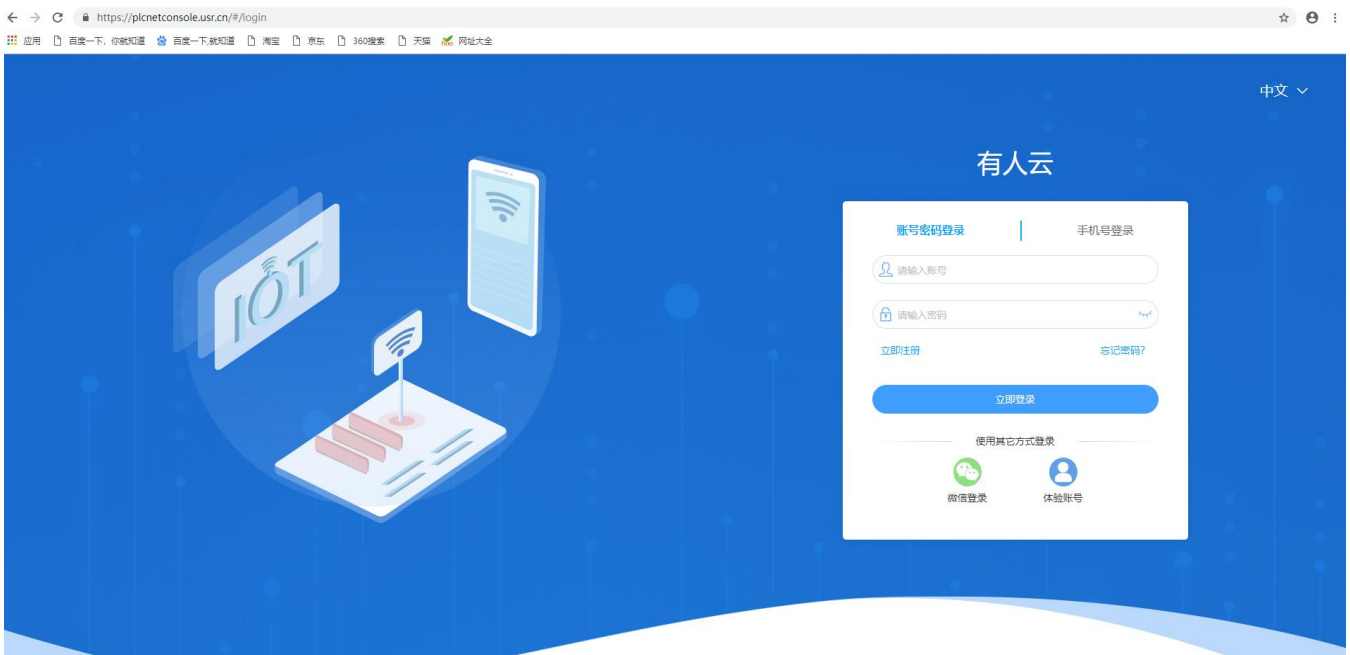 https://plcnetconsole.usr.cn/#/login
应用 百度一下，你就知道 百度一下,就知道 淘宝 京东 360搜索 天猫 网址大全
中文
有人云
账号密码登录 手机号登录
请输入账号
请输入密码
立即注册 忘记密码?
立即登录
使用其它方式登录
微信登录 体验账号
IOT